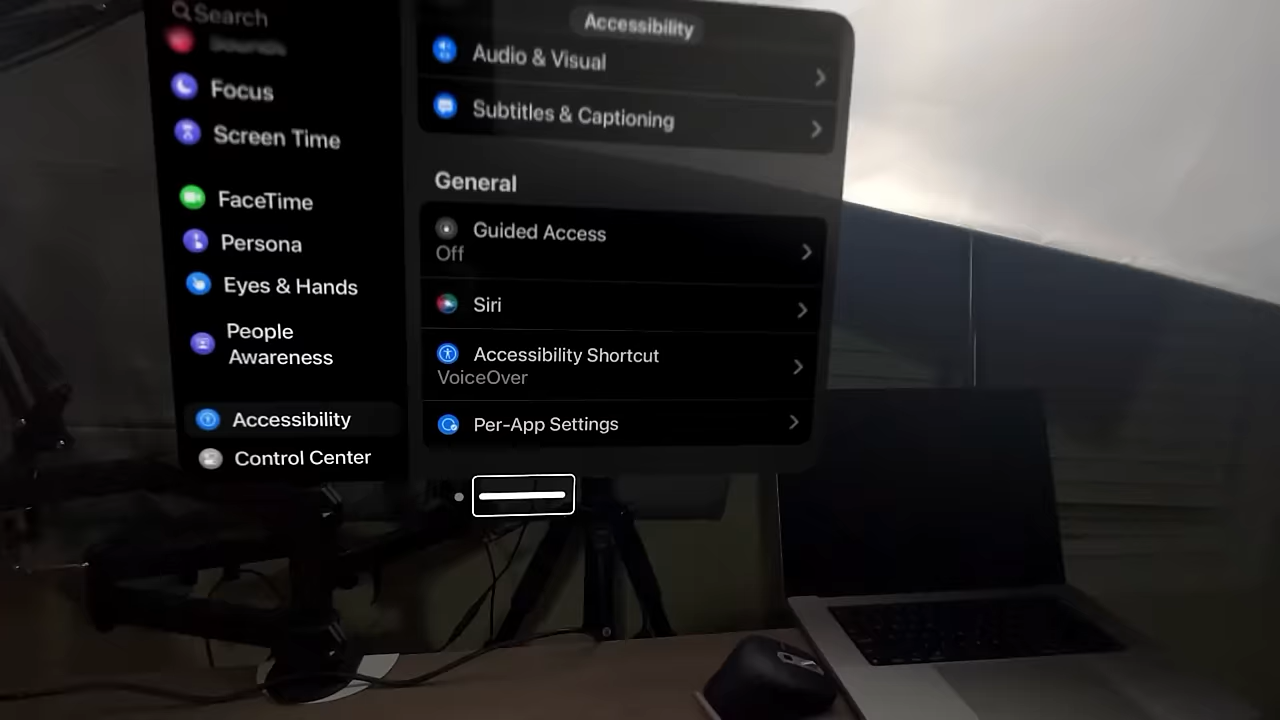 Search
Sounds
Focus
Screen Time
FaceTime
Persona
Eyes & Hands
People
Awareness
Accessibility
Control Center
Accessibility
Audio & Visual
Subtitles & Captioning
General
Guided Access
Off
Siri
Accessibility Shortcut
VoiceOver
Per-App Settings